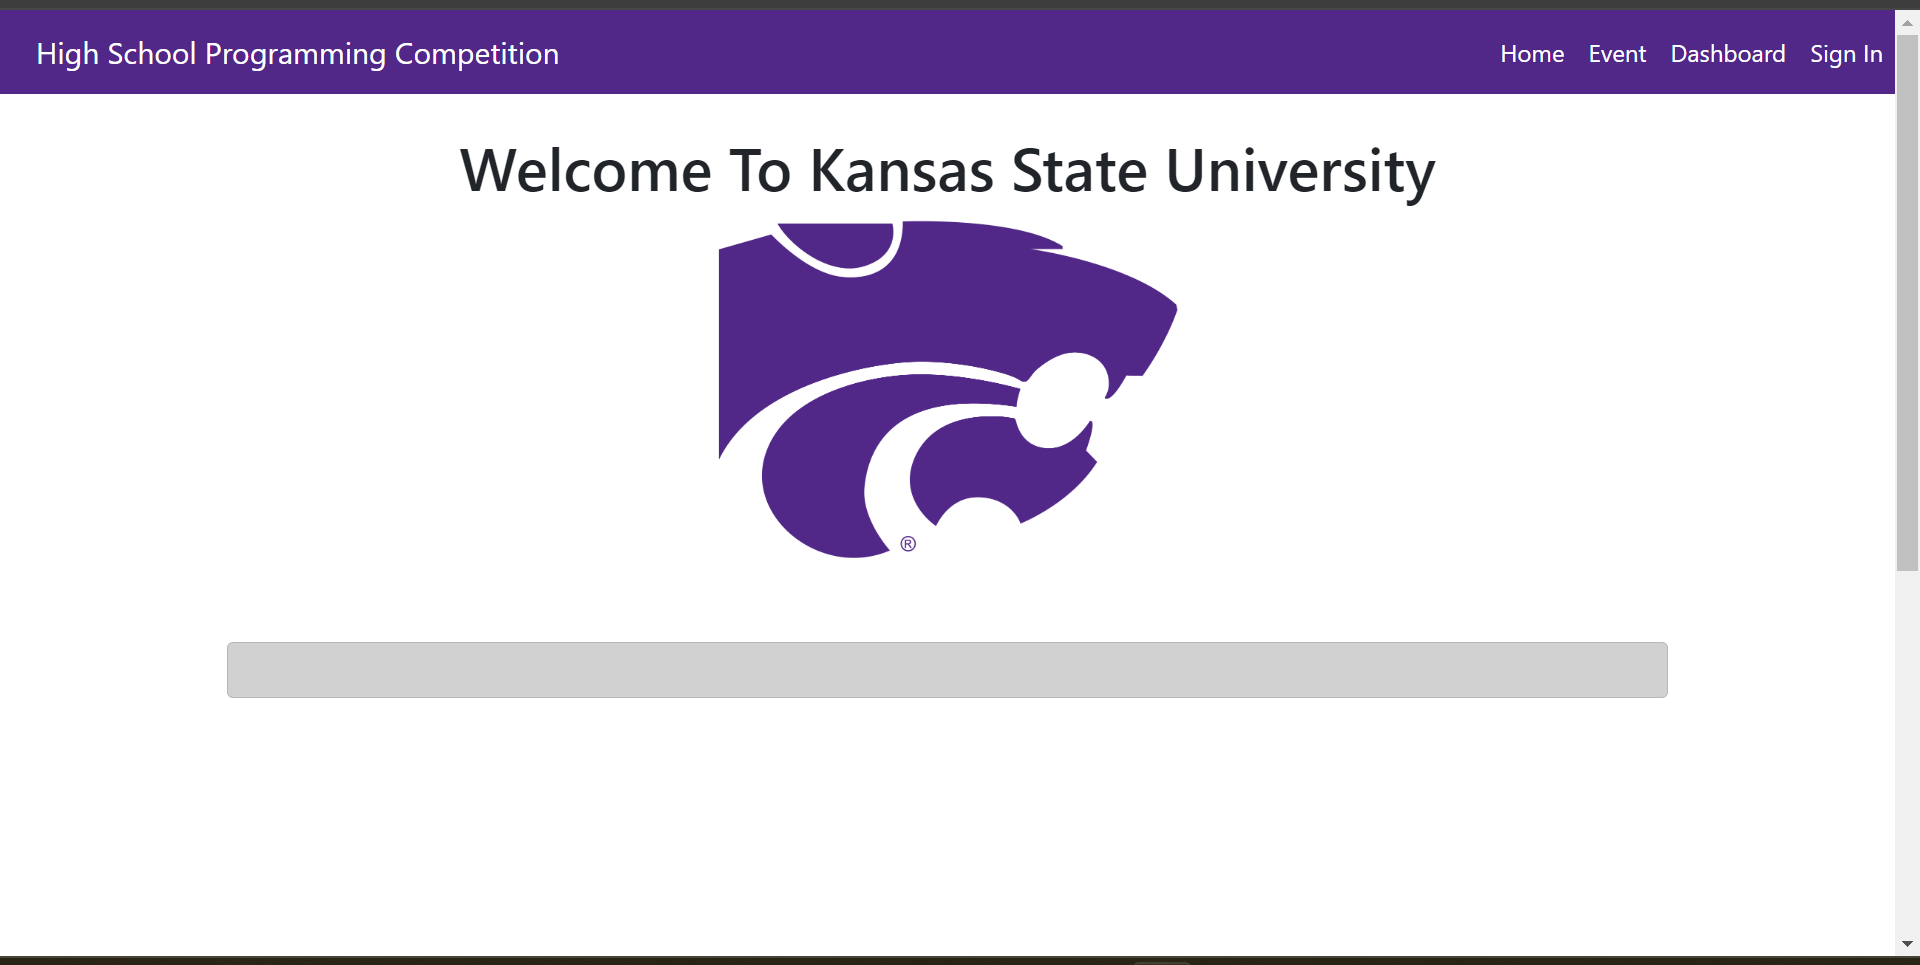 High School Programming Competition
Home Event Dashboard Sign In
Welcome To Kansas State University
®